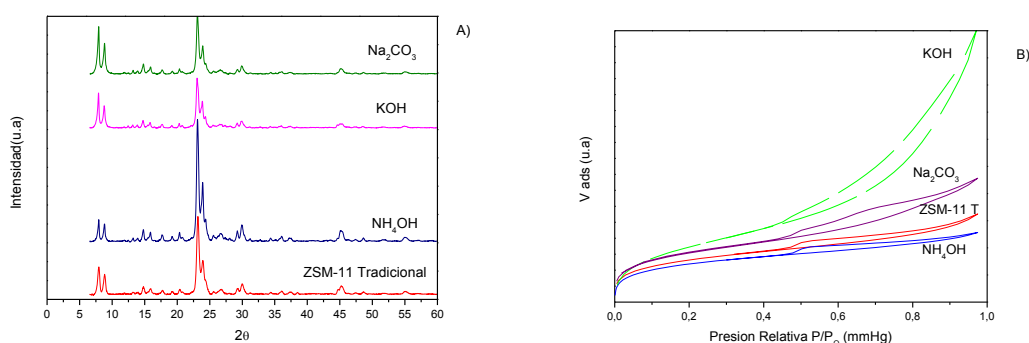 A)
Na₂CO₃
KOH
NH₄OH
ZSM-11 Tradicional
Intensidad(u.a)
0 5 10 15 20 25 30 35 40 45 50 55 60
2θ
B)
KOH
Na₂CO₃
ZSM-11 T
NH₄OH
V ads (u.a)
0,0 0,2 0,4 0,6 0,8 1,0
Presion Relativa P/P₀ (mmHg)